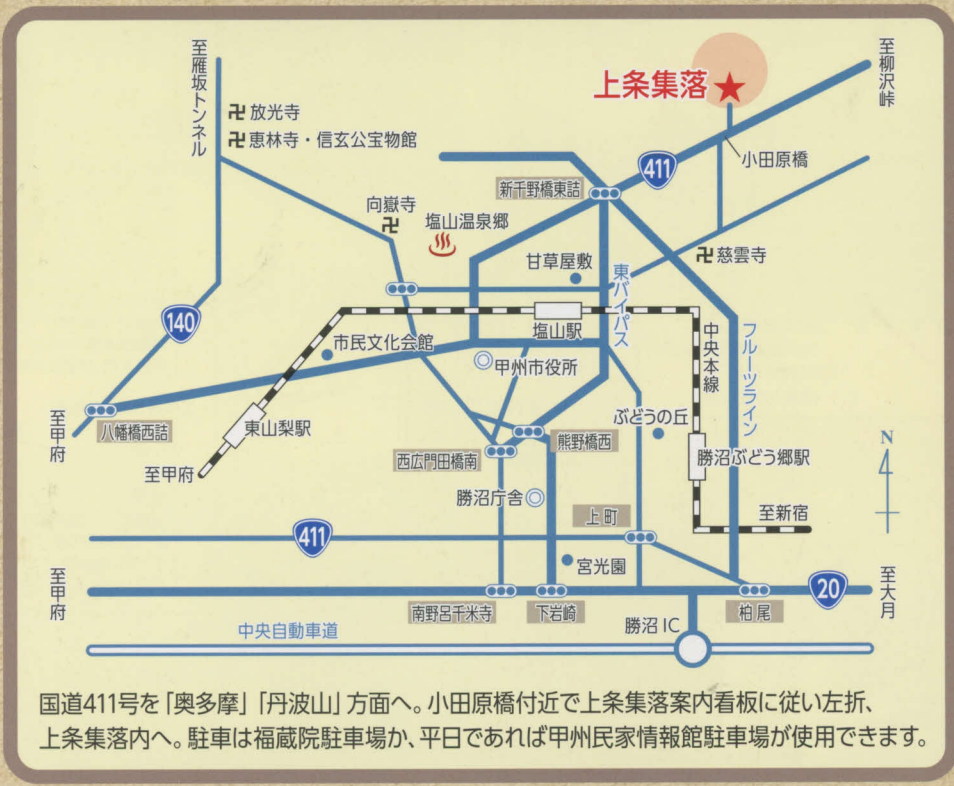 至雁坂トンネル
放光寺
恵林寺・信玄公宝物館
上条集落
至柳沢峠
小田原橋
411
新千野橋東詰
向嶽寺
塩山温泉郷
甘草屋敷
東バイパス
慈雲寺
140
塩山駅
市民文化会館
甲州市役所
中央本線
フルーツライン
至甲府
八幡橋西詰
東山梨駅
至甲府
ぶどうの丘
熊野橋西
西広門田橋南
勝沼ぶどう郷駅
N
勝沼庁舎
上町
至新宿
411
宮光園
至甲府
20
至大月
南野呂千米寺
下岩崎
柏尾
勝沼IC
中央自動車道
国道411号を「奥多摩」「丹波山」方面へ。小田原橋付近で上条集落案内看板に従い左折、
上条集落内へ。駐車は福蔵院駐車場か、平日であれば甲州民家情報館駐車場が使用できます。